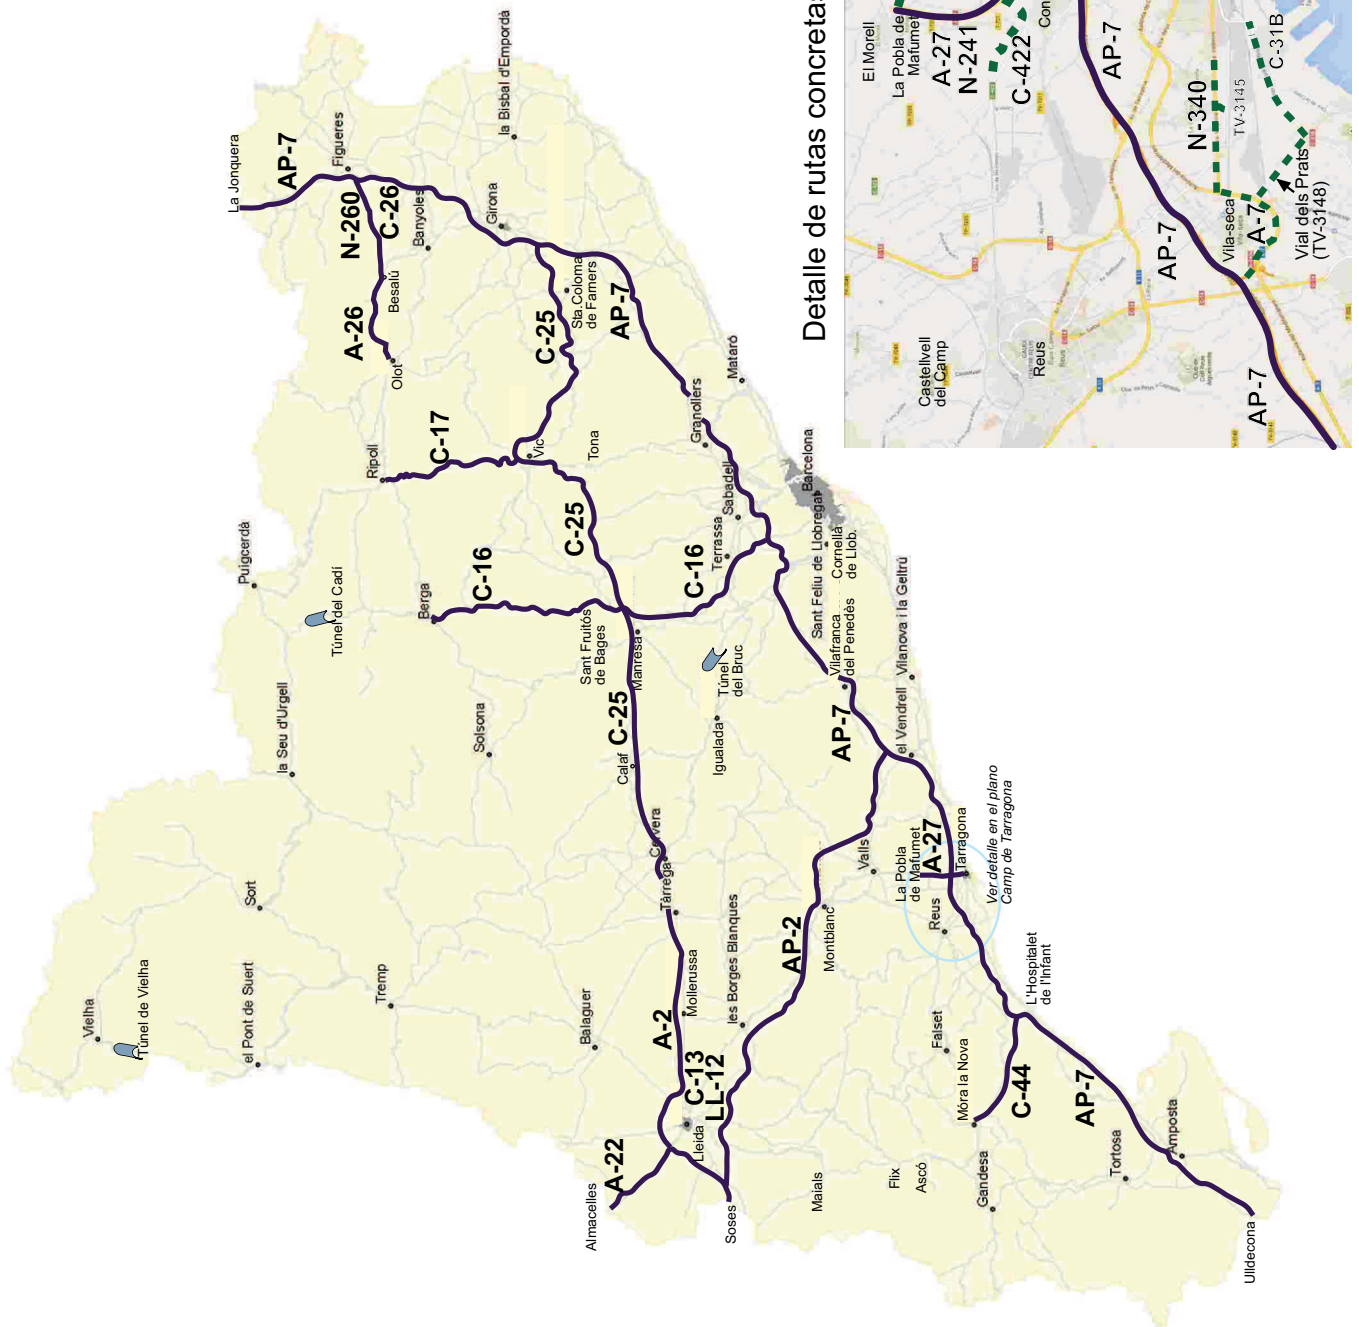 La Jonquera
AP-7
Figueres
N-260
C-26
la Bisbal d'Empordà
Banyoles
Girona
A-26
Besalú
Olot
C-25
Sta.Coloma
de Farners
AP-7
Mataró
Granollers
C-17
Ripoll
Vic
Tona
Barcelona
Sabadell
Terrassa
C-25
C-16
Sant Feliu de Llobregat
Cornellà
de Llob.
Puigcerdà
Túnel del Cadí
Berga
C-16
Sant Fruitós
de Bages
Manresa
Túnel
del Bruc
Vilafranca
del Penedès
Vilanova i la Geltrú
la Seu d'Urgell
Solsona
C-25
Calaf
Igualada
AP-7
el Vendrell
Cervera
Tàrrega
Valls
La Pobla
de Mafumet
A-27
Tarragona
Ver detalle en el plano
Camp de Tarragona
Sort
les Borges Blanques
AP-2
Montblanc
Reus
L'Hospitalet
de l'Infant
Vielha
Túnel de Vielha
el Pont de Suert
Tremp
Balaguer
A-2
Mollerussa
C-13
LL-12
Falset
Móra la Nova
C-44
AP-7
Lleida
A-22
Almacelles
Soses
Maials
Flix
Ascó
Gandesa
Tortosa
Amposta
Ulldecona
Detalle de rutas concretas
El Morell
La Pobla de
Mafumet
A-27
N-241
C-422
Con
AP-7
N-340
TV-3145
C-31B
Vila-seca
A-7
Vial dels Prats
(TV-3148)
AP-7
Castellvell
del Camp
Reus
AP-7